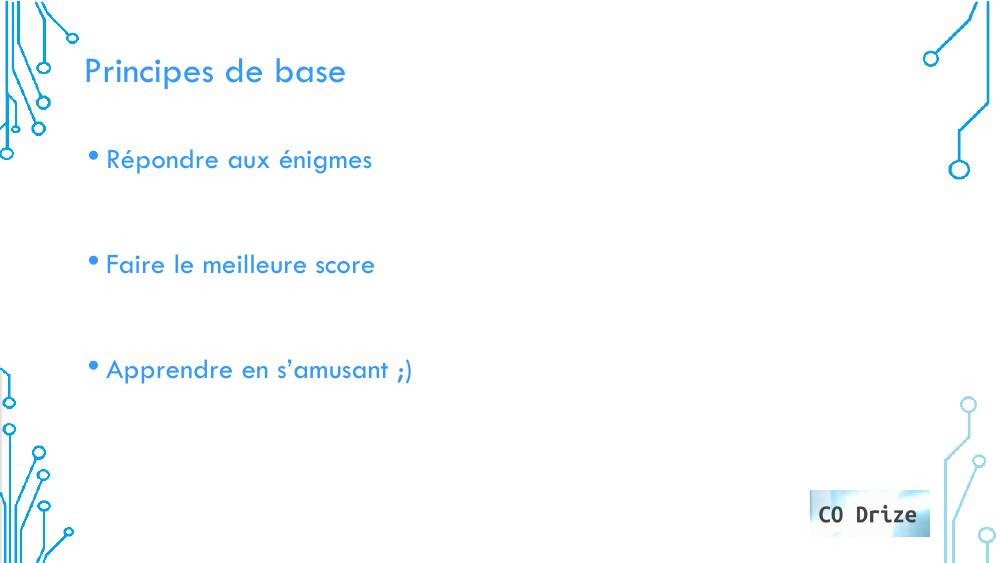 Principes de base
• Répondre aux énigmes
• Faire le meilleure score
• Apprendre en s’amusant ;)
CO Drize